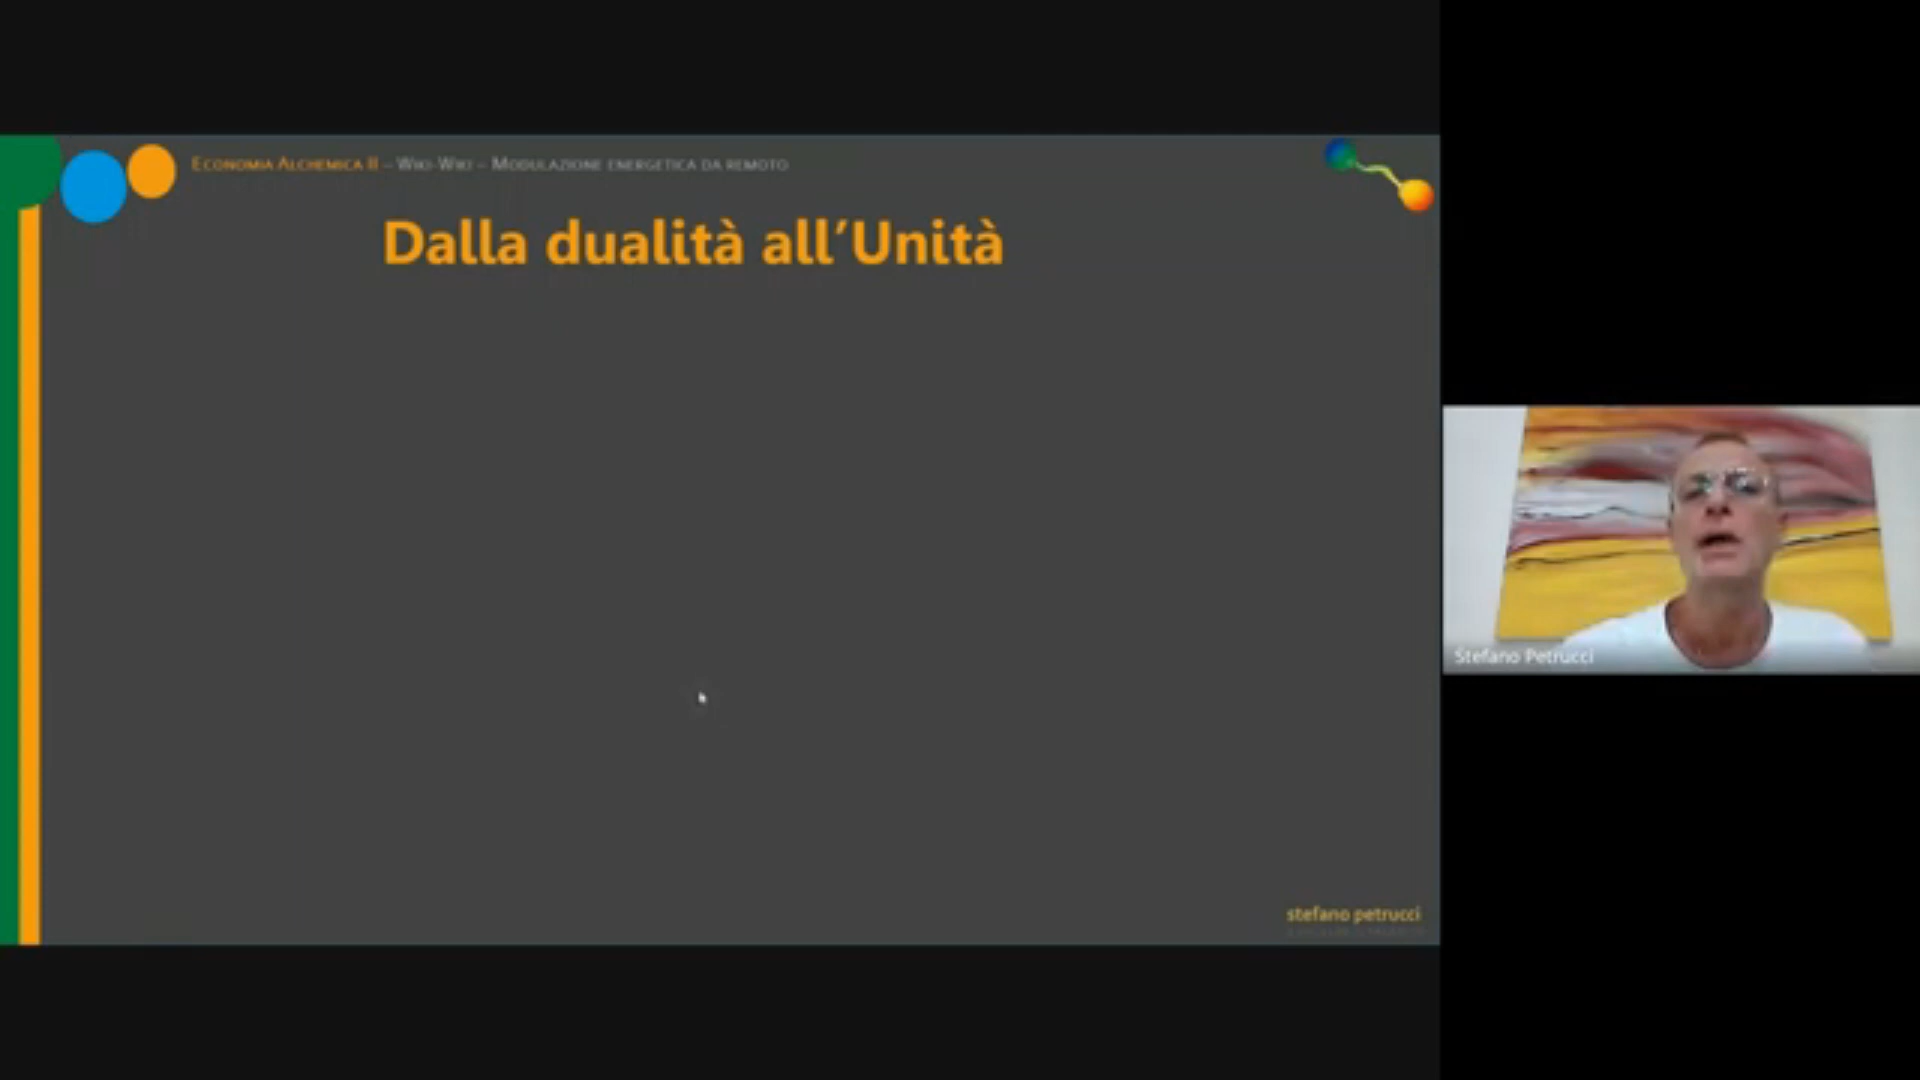 Economia Alchemica II – Wiki-Wiki – Modulazione energetica da remoto
Dalla dualità all´Unità
stefano petrucci
Stefano Petrucci